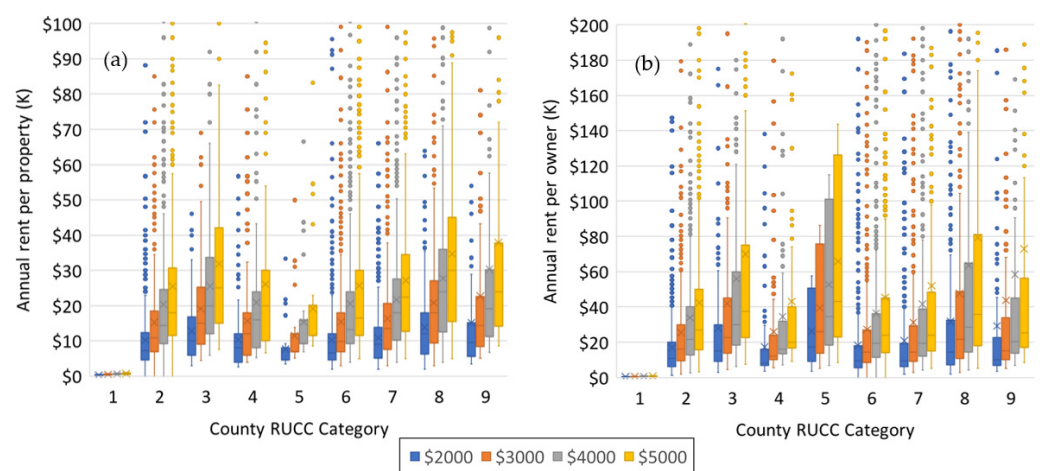 (a)
Annual rent per property (K)
$100
$90
$80
$70
$60
$50
$40
$30
$20
$10
$0
1 2 3 4 5 6 7 8 9
County RUCC Category
(b)
Annual rent per owner (K)
$200
$180
$160
$140
$120
$100
$80
$60
$40
$20
$0
1 2 3 4 5 6 7 8 9
County RUCC Category
$2000 $3000 $4000 $5000